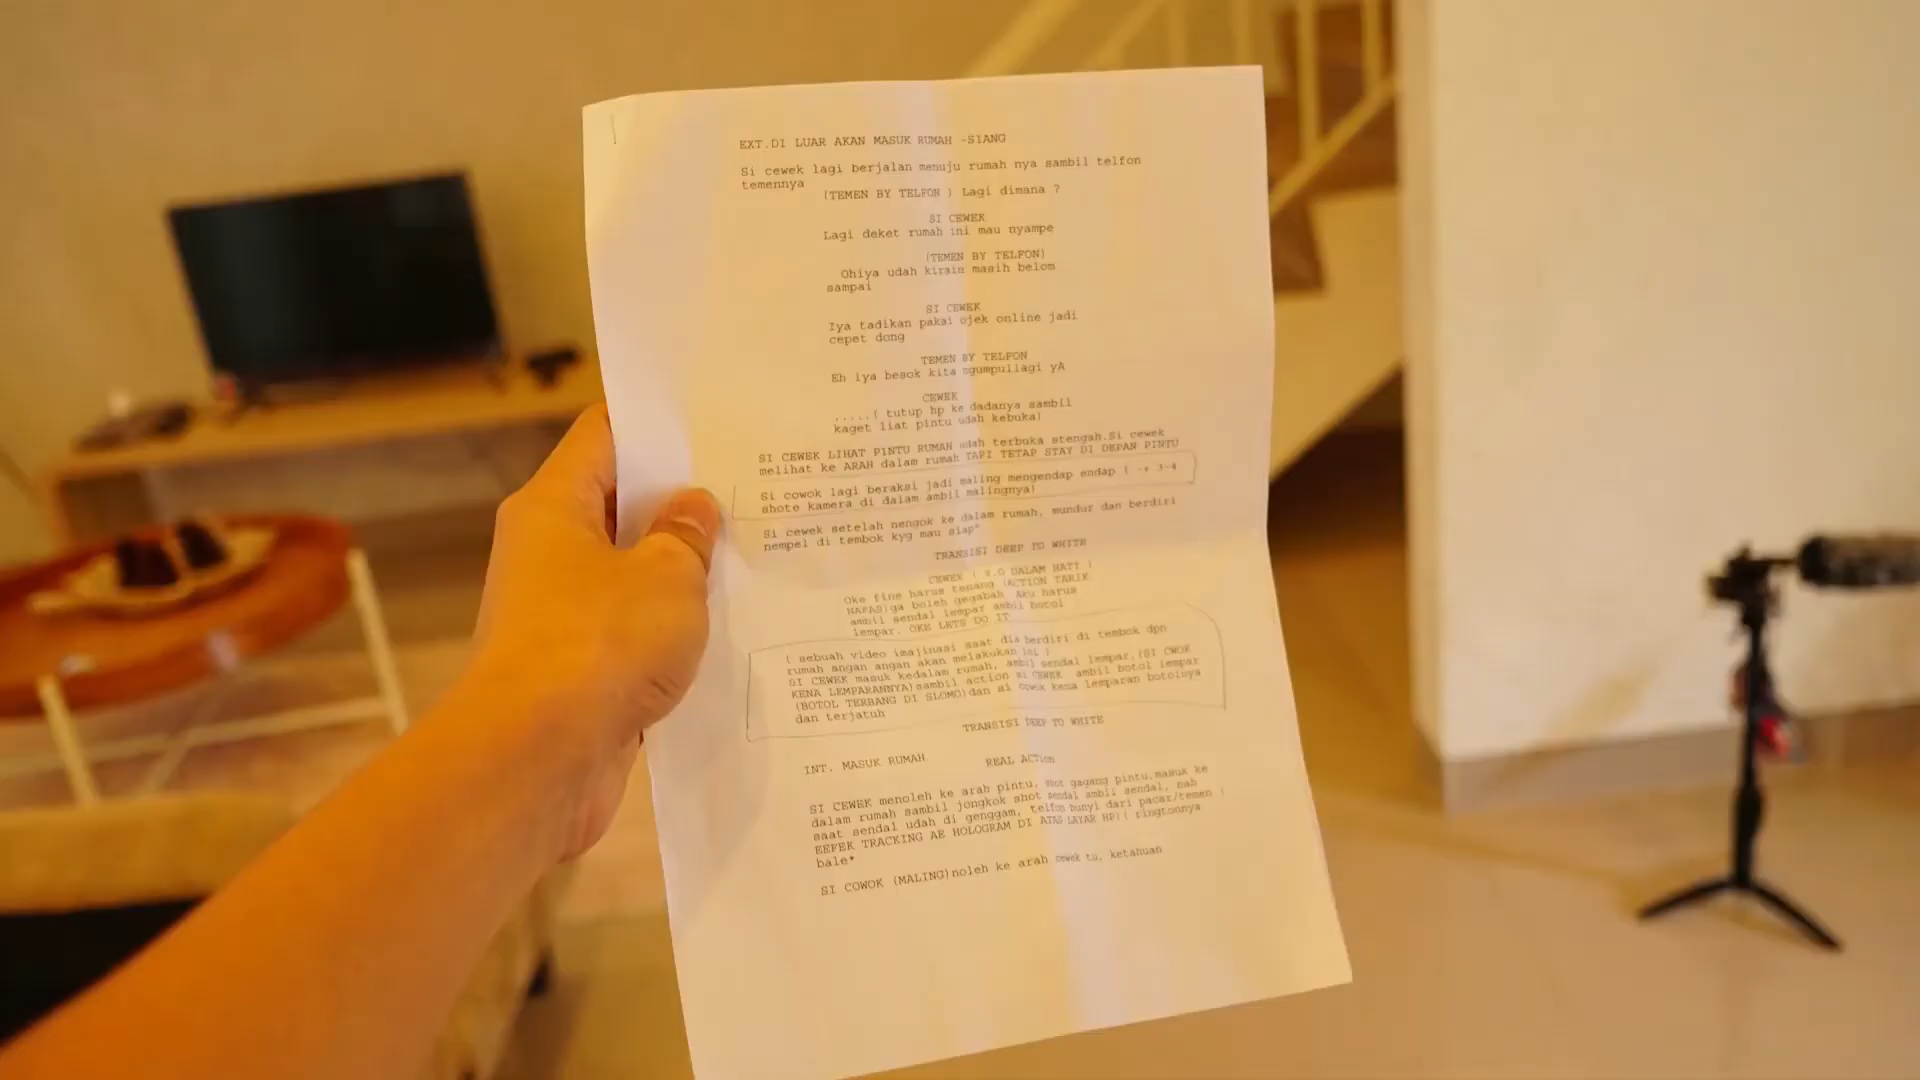 EXT.DI LUAR AKAN MASUK RUMAH -SIANG
Si cewek lagi berjalan menuju rumah nya sambil telfon
temennya
(TEMEN BY TELFON ) Lagi dimana ?
SI CEWEK
Lagi deket rumah ini mau nyampe
(TEMEN BY TELFON)
Ohiya udah kirain masih belom
sampai
SI CEWEK
Iya tadikan pakai ojek online jadi
cepet dong
TEMEN BY TELFON
Eh iya besok kita ngumpullagi yA
CEWEK
.....( tutup hp ke dadanya sambil
kaget liat pintu udah kebuka)
SI CEWEK LIHAT PINTU RUMAH udah terbuka stengah.Si cewek
melihat ke ARAH dalam rumah TAPI TETAP STAY DI DEPAN PINTU
Si cowok lagi beraksi jadi maling mengendap endap ( -+ 3-4
shote kamera di dalam ambil malingnya)
Si cewek setelah nengok ke dalam rumah, mundur dan berdiri
nempel di tembok kyg mau siap"
TRANSISI DEEP TO WHITE
CEWEK ( V.O DALAM HATI )
Oke fine harus tenang (ACTION TARIK
NAFAS)ga boleh gegabah Aku harus
ambil sendal lempar ambil botol
lempar. OKE LETS DO IT
( sebuah video imajinasi saat dia berdiri di tembok dpn
rumah angan angan akan melakukan ini )
SI CEWEK masuk kedalam rumah, ambil sendal lempar,(SI CWOK
KENA LEMPARANNYA)sambil action si CEWEK ambil botol lempar
(BOTOL TERBANG DI SLOMO)dan si cowok kena lemparan botolnya
dan terjatuh
TRANSISI DEEP TO WHITE
INT. MASUK RUMAH REAL ACTion
SI CEWEK menoleh ke arah pintu, shot gagang pintu,masuk ke
dalam rumah sambil jongkok shot sendal ambil sendal, nah
saat sendal udah di genggam, telfon bunyi dari pacar/temen (
EEFEK TRACKING AE HOLOGRAM DI ATAS LAYAR HP)( ringtonnya
bale*
SI COWOK (MALING)noleh ke arah cewek tu, ketahuan